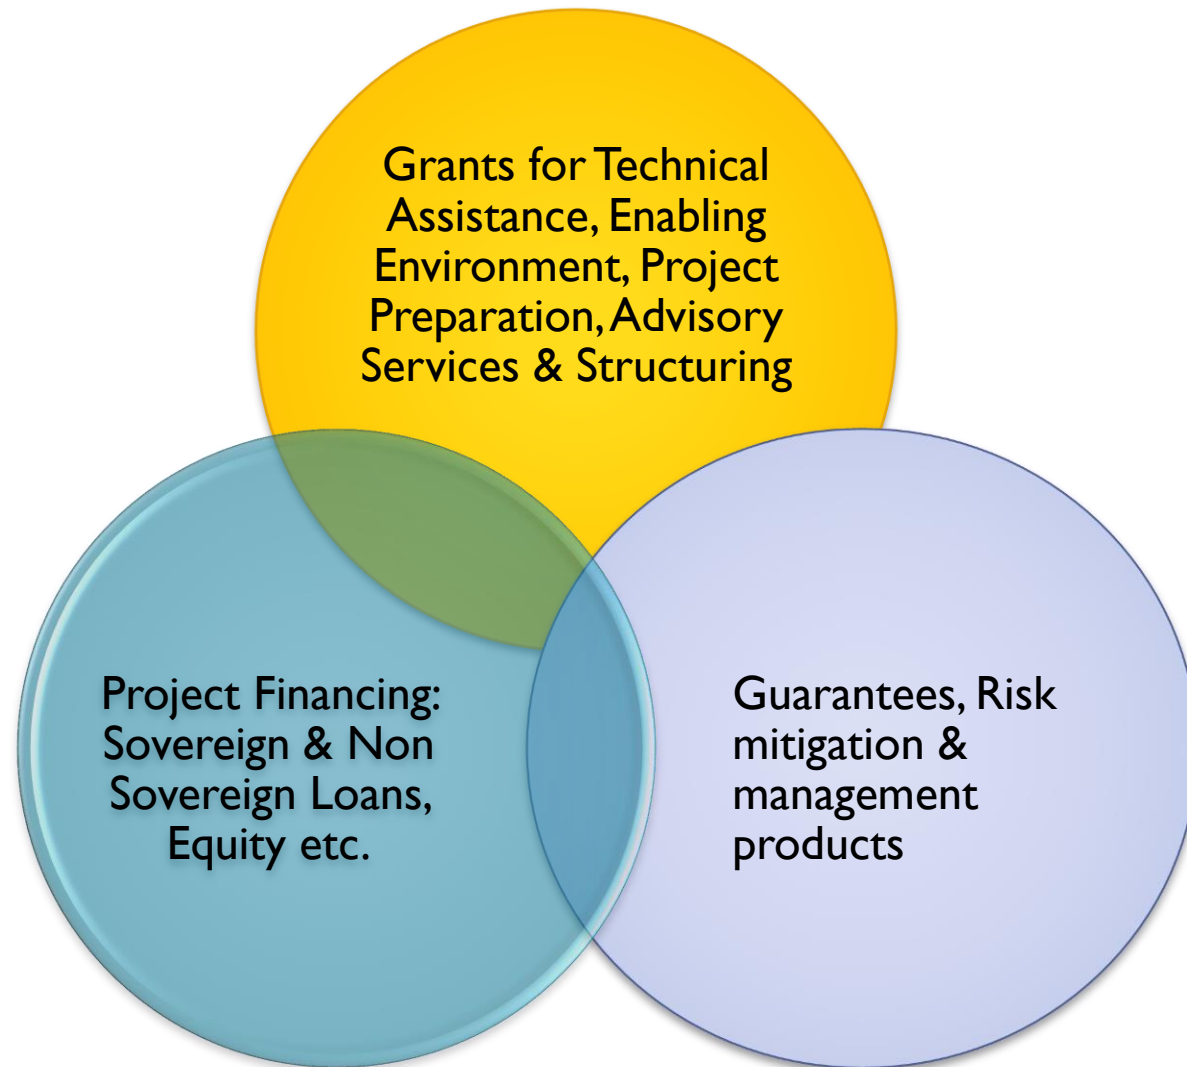 Grants for Technical
Assistance, Enabling
Environment, Project
Preparation, Advisory
Services & Structuring
Project Financing:
Sovereign & Non
Sovereign Loans,
Equity etc.
Guarantees, Risk
mitigation &
management
products